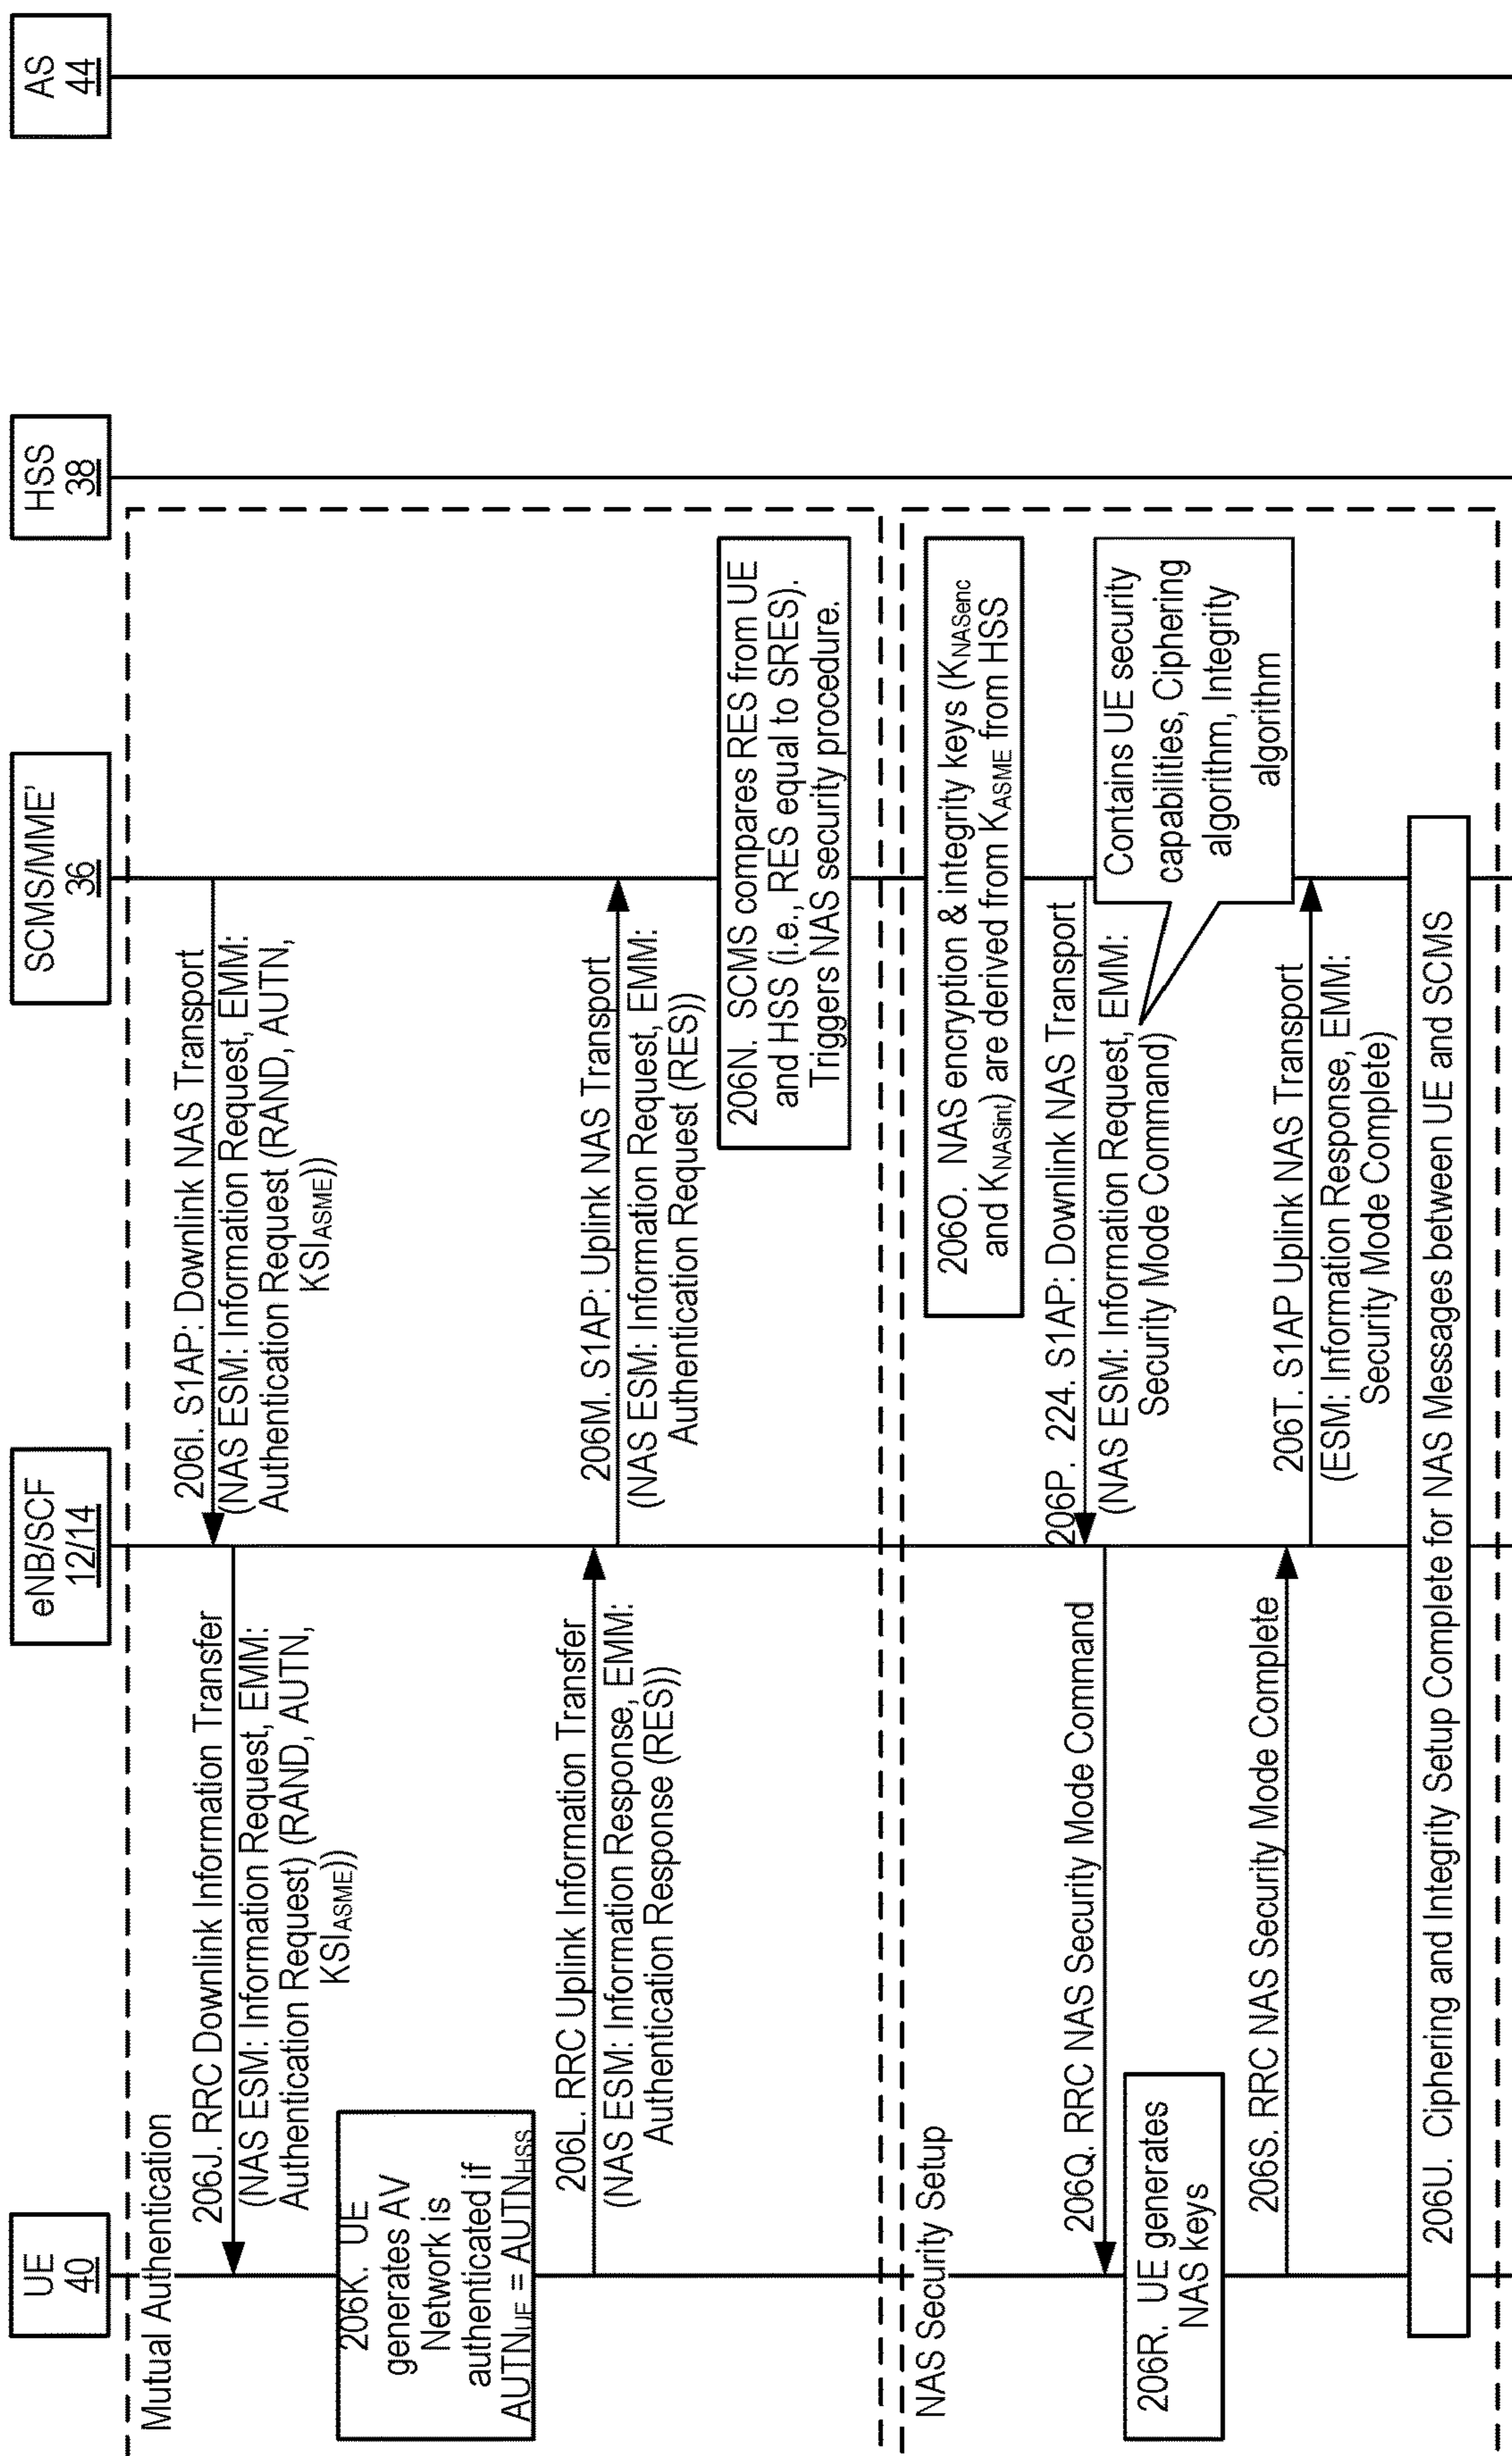 UE
40
eNB/SCF
12/14
SCMS/MME'
36
HSS
38
AS
44
Mutual Authentication
206I. S1AP: Downlink NAS Transport
(NAS ESM: Information Request, EMM:
Authentication Request (RAND, AUTN,
KSIASME))
206J. RRC Downlink Information Transfer
(NAS ESM: Information Request, EMM:
Authentication Request) (RAND, AUTN,
KSIASME))
206K. UE
generates AV
Network is
authenticated if
AUTNUE = AUTNHSS
206L. RRC Uplink Information Transfer
(NAS ESM: Information Response, EMM:
Authentication Response (RES))
206M. S1AP: Uplink NAS Transport
(NAS ESM: Information Request, EMM:
Authentication Request (RES))
206N. SCMS compares RES from UE
and HSS (i.e., RES equal to SRES).
Triggers NAS security procedure.
NAS Security Setup
206O. NAS encryption & integrity keys (KNASenc
and KNASint) are derived from KASME from HSS
206P. 224. S1AP: Downlink NAS Transport
(NAS ESM: Information Request, EMM:
Security Mode Command)
Contains UE security
capabilities, Ciphering
algorithm, Integrity
algorithm
206Q. RRC NAS Security Mode Command
206R. UE generates
NAS keys
206S. RRC NAS Security Mode Complete
206T. S1AP Uplink NAS Transport
(ESM: Information Response, EMM:
Security Mode Complete)
206U. Ciphering and Integrity Setup Complete for NAS Messages between UE and SCMS